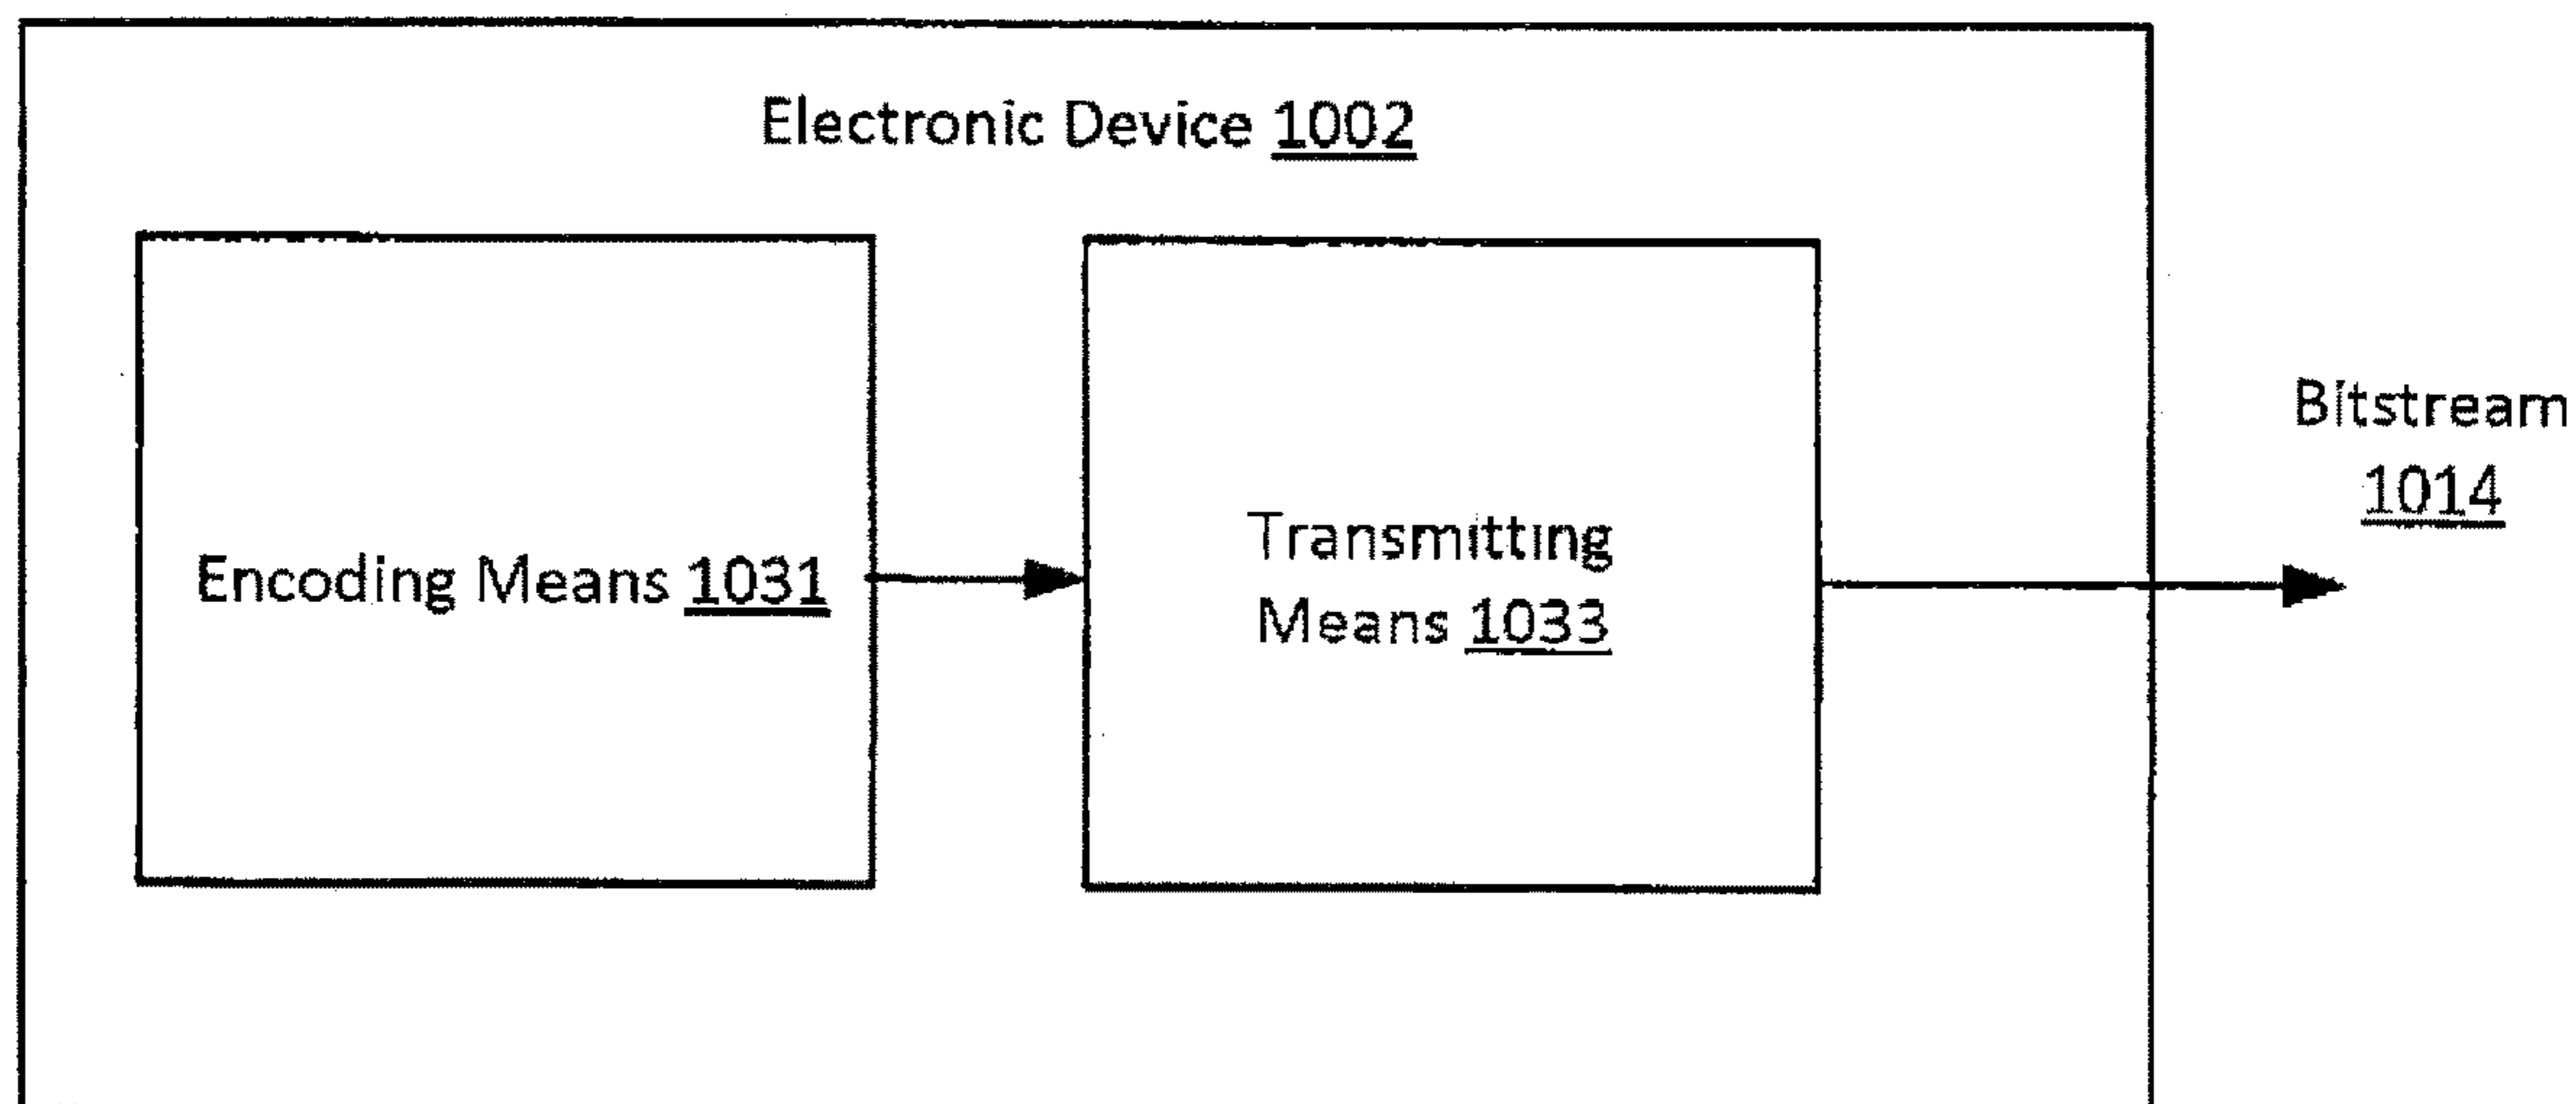 Electronic Device 1002
Encoding Means 1031
Transmitting
Means 1033
Bitstream
1014